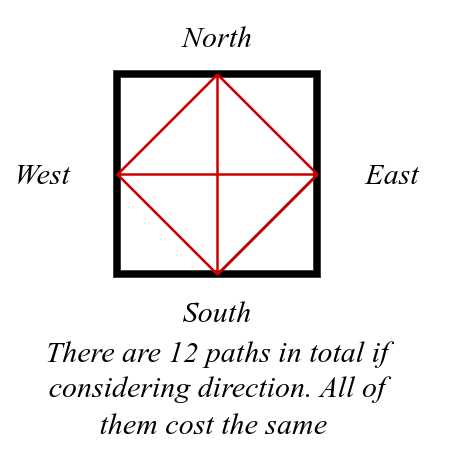 North
West
East
South
There are 12 paths in total if
considering direction. All of
them cost the same